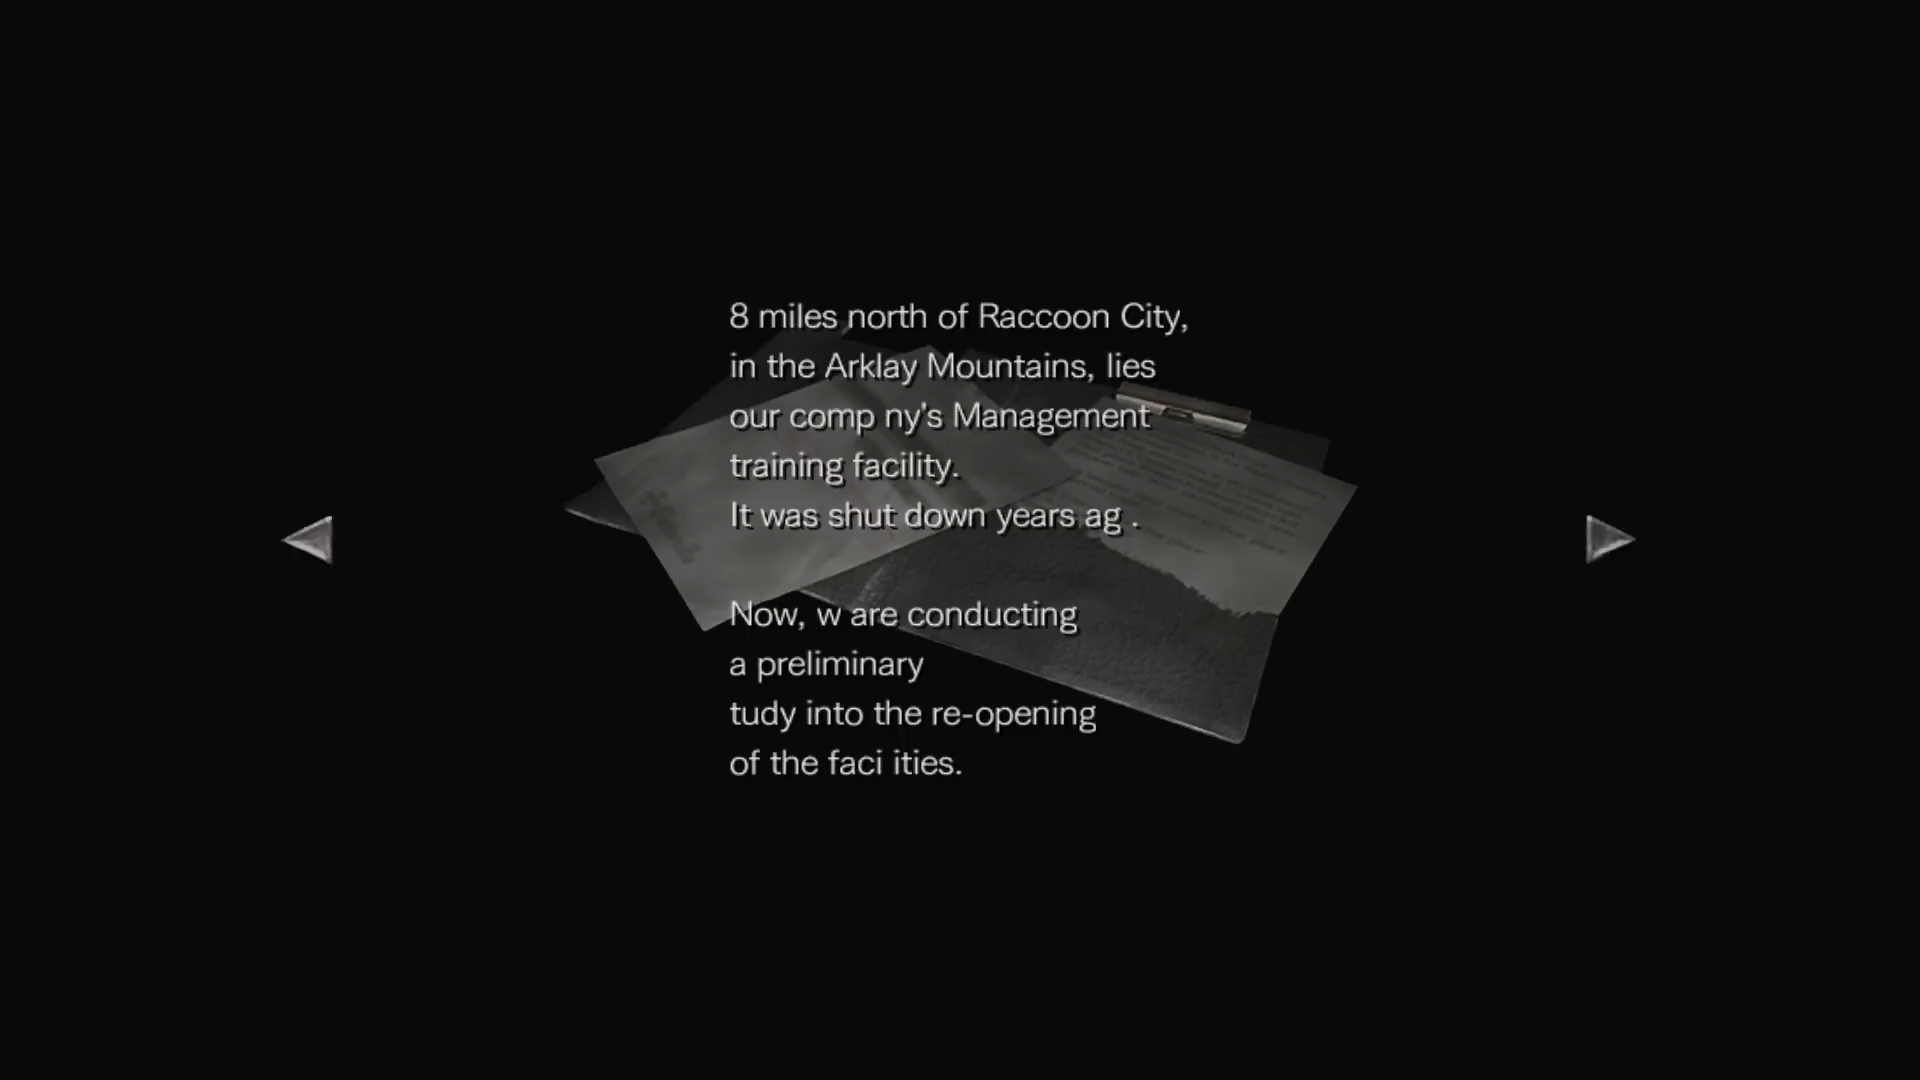 8 miles north of Raccoon City,
in the Arklay Mountains, lies
our comp ny's Management
training facility.
It was shut down years ag .
Now, w are conducting
a preliminary
tudy into the re-opening
of the faci ities.